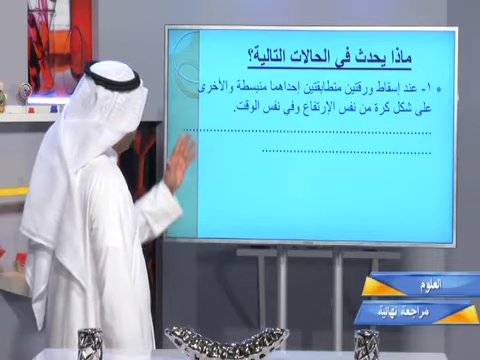 ماذا يحدث في الحالات التالية؟
١- عند إسقاط ورقتين متطابقتين إحداهما منبسطة والأخرى
على شكل كرة من نفس الإرتفاع وفي نفس الوقت.
العلوم
مراجعة نهائية